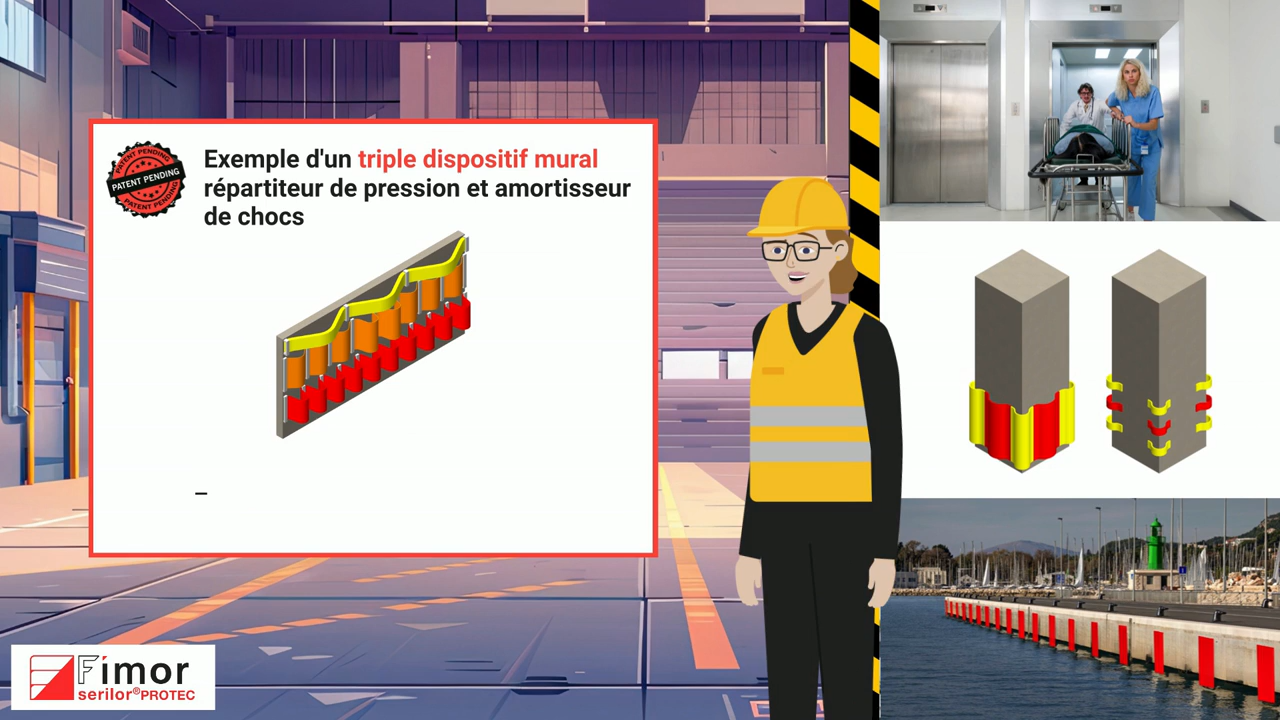 PATENT PENDING
PATENT PENDING
PATENT PENDING
Exemple d'un triple dispositif mural
répartiteur de pression et amortisseur
de chocs
–
Fimor
serilor®PROTEC